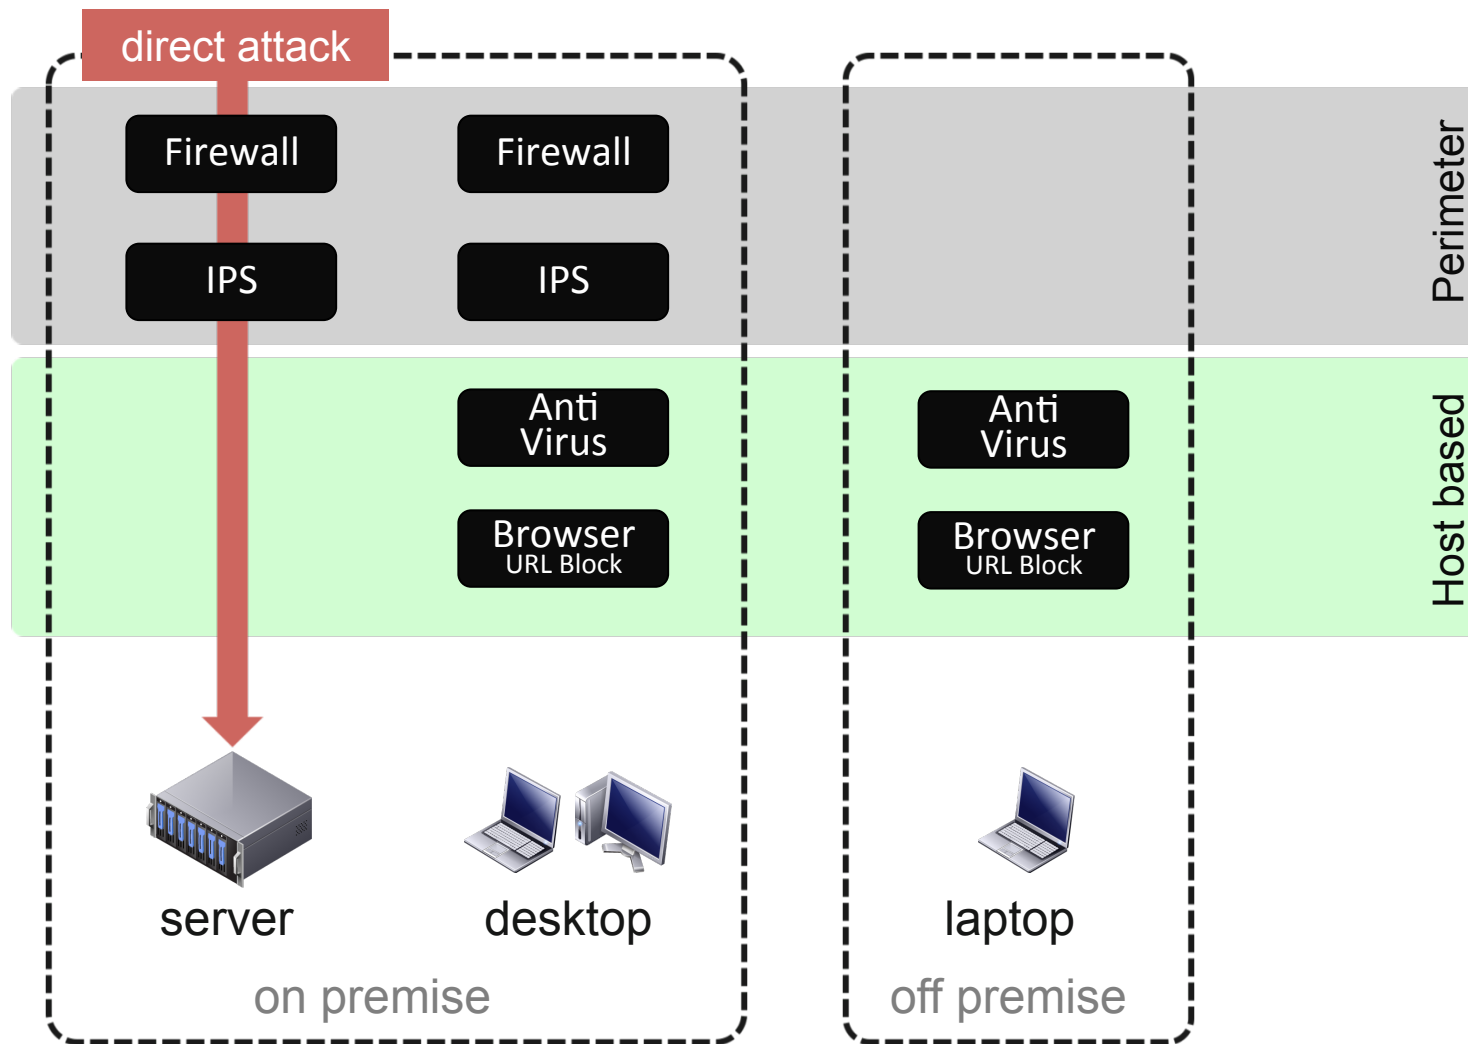 direct attack
Firewall
Firewall
Perimeter
IPS
IPS
Anti
Virus
Anti
Virus
Host based
Browser
URL Block
Browser
URL Block
server
desktop
laptop
on premise
off premise